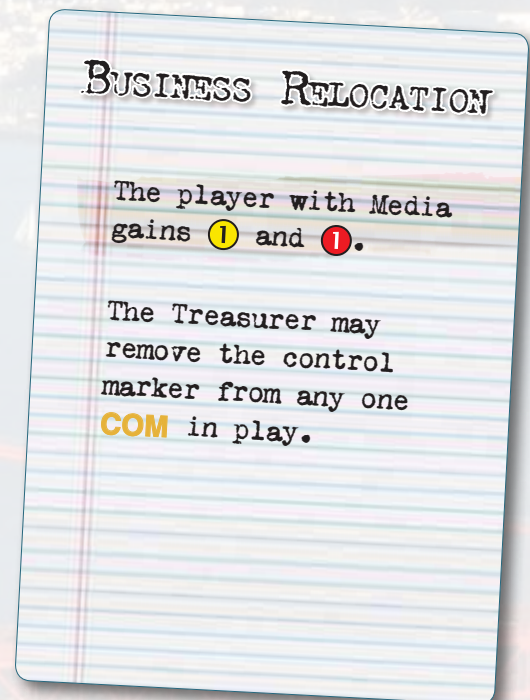 Business Relocation
The player with Media
gains 1 and 1.
The Treasurer may
remove the control
marker from any one
COM in play.